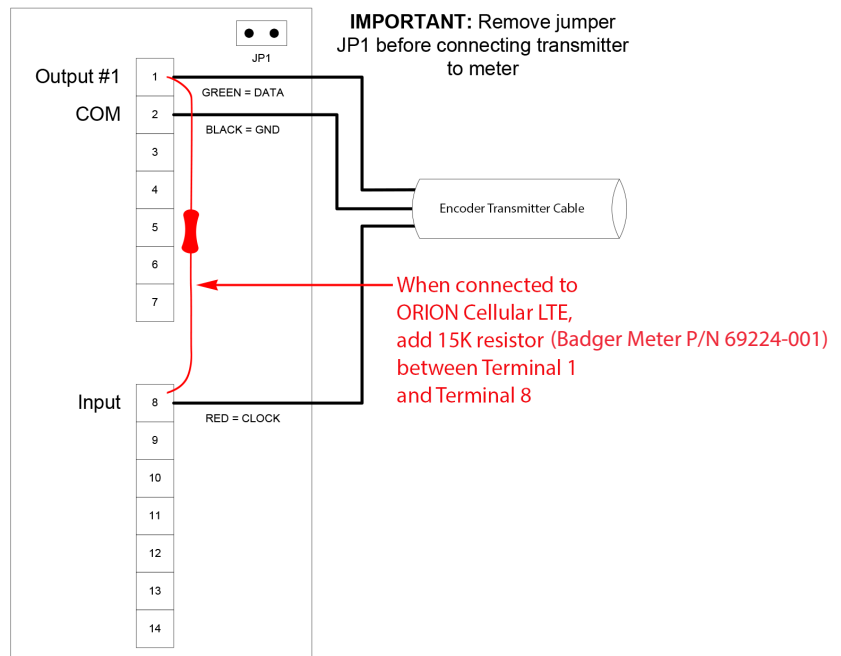 IMPORTANT: Remove jumper
JP1 before connecting transmitter
to meter
JP1
Output #1
1
GREEN = DATA
COM
2
BLACK = GND
3
4
5
6
7
Encoder Transmitter Cable
When connected to
ORION Cellular LTE,
add 15K resistor (Badger Meter P/N 69224-001)
between Terminal 1
and Terminal 8
Input
8
RED = CLOCK
9
10
11
12
13
14